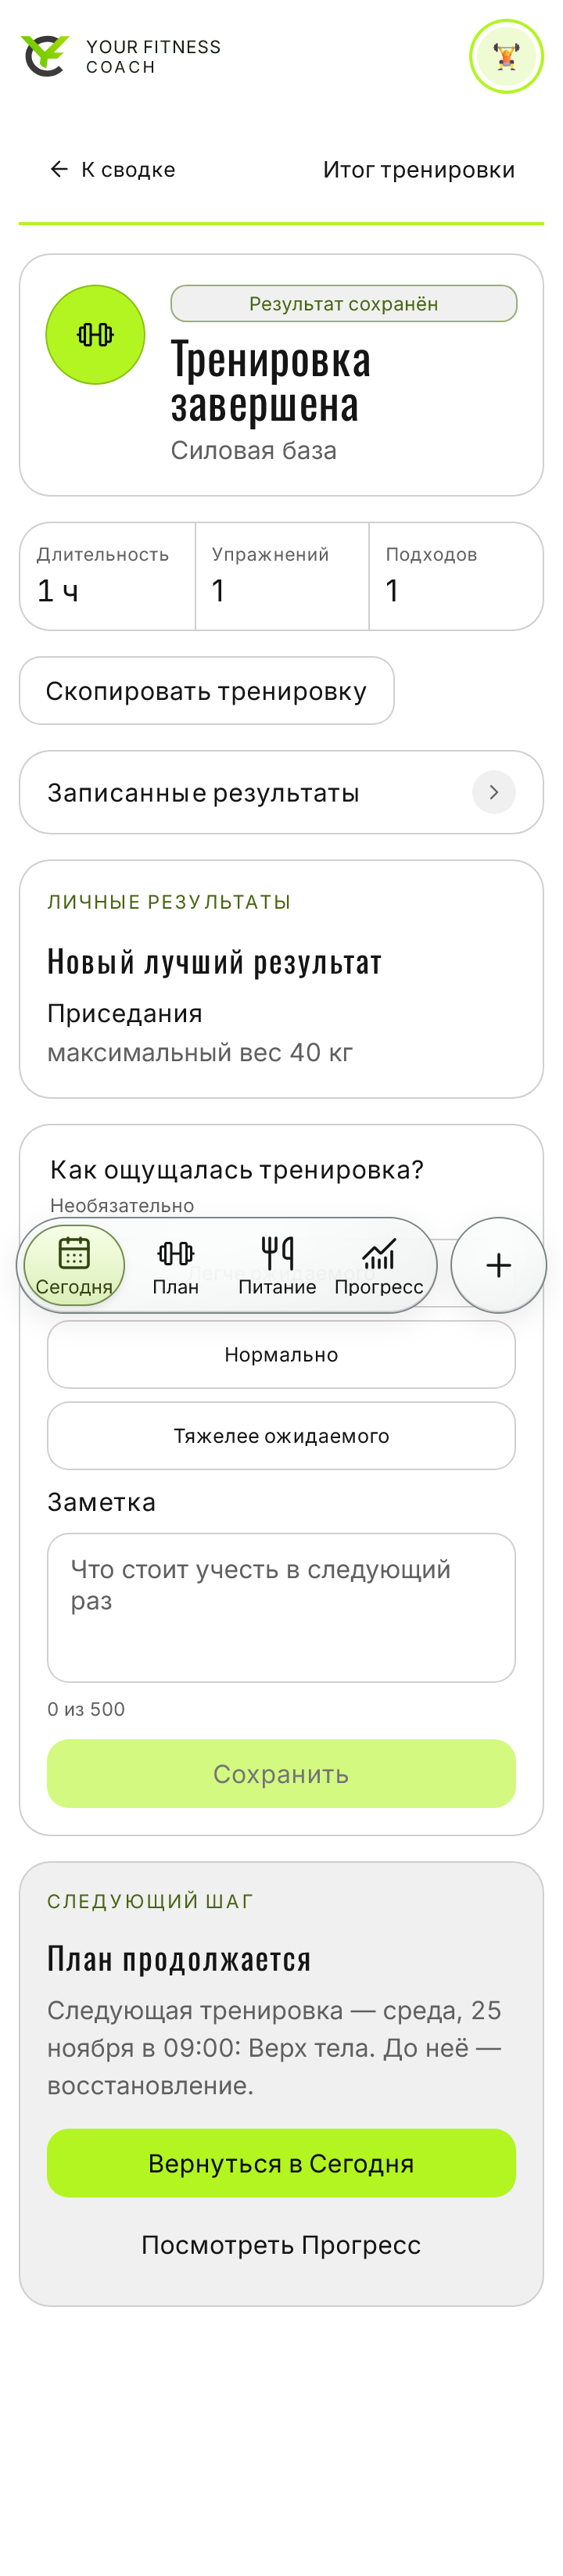 YOUR FITNESS
COACH
К сводке
Итог тренировки
Результат сохранён
Тренировка
завершена
Силовая база
Длительность
1 ч
Упражнений
1
Подходов
1
Скопировать тренировку
Записанные результаты
ЛИЧНЫЕ РЕЗУЛЬТАТЫ
Новый лучший результат
Приседания
максимальный вес 40 кг
Как ощущалась тренировка?
Необязательно
Легче ожидаемого
Сегодня
План
Питание
Прогресс
Нормально
Тяжелее ожидаемого
Заметка
Что стоит учесть в следующий
раз
0 из 500
Сохранить
СЛЕДУЮЩИЙ ШАГ
План продолжается
Следующая тренировка — среда, 25
ноября в 09:00: Верх тела. До неё —
восстановление.
Вернуться в Сегодня
Посмотреть Прогресс